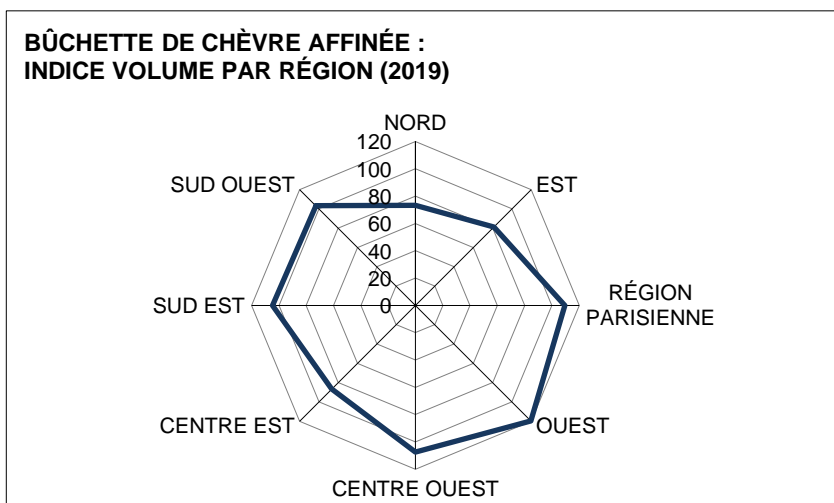 BÛCHETTE DE CHÈVRE AFFINÉE :
INDICE VOLUME PAR RÉGION (2019)
NORD
120
100
80
60
40
20
0
EST
RÉGION
PARISIENNE
OUEST
CENTRE OUEST
CENTRE EST
SUD EST
SUD OUEST